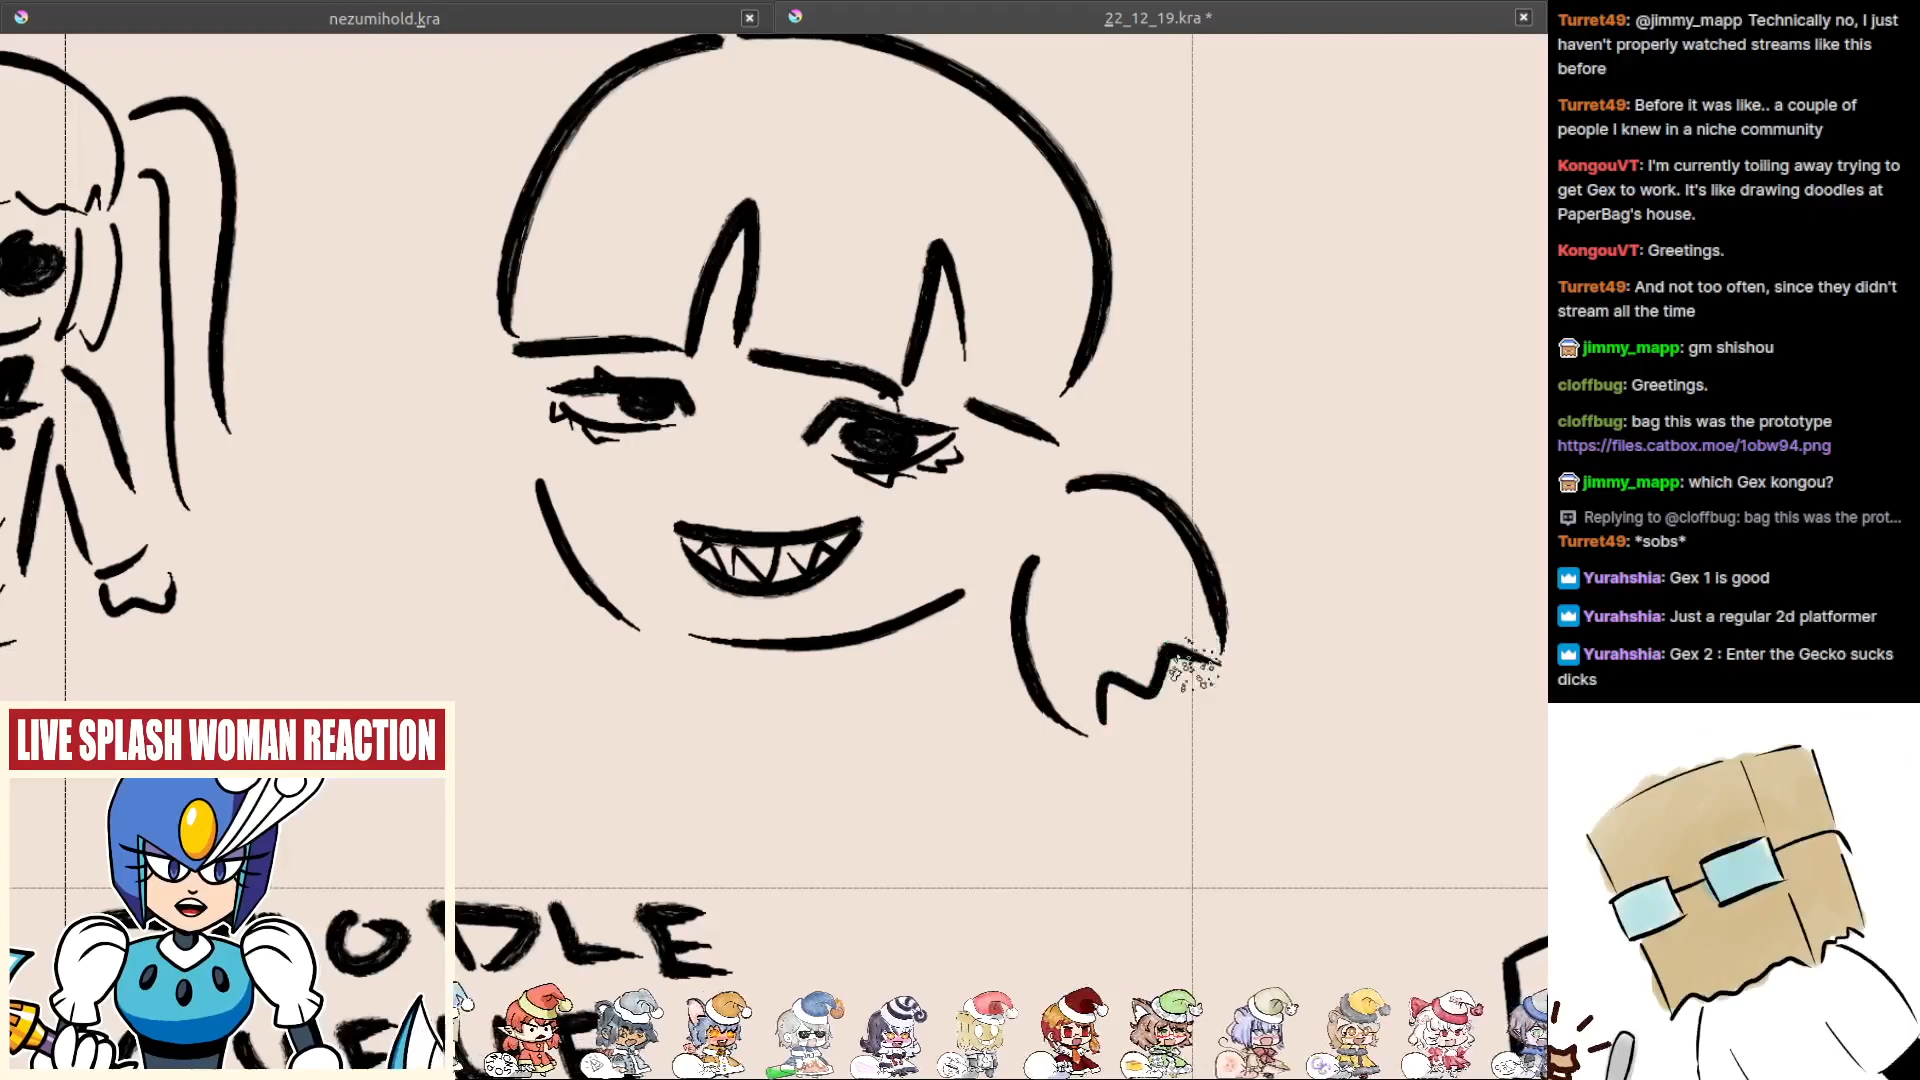 nezumihold.kra
22_12_19.kra *
Turret49: @jimmy_mapp Technically no, I just
haven't properly watched streams like this
before
Turret49: Before it was like.. a couple of
people I knew in a niche community
KongouVT: I'm currently toiling away trying to
get Gex to work. It's like drawing doodles at
PaperBag's house.
KongouVT: Greetings.
Turret49: And not too often, since they didn't
stream all the time
jimmy_mapp: gm shishou
cloffbug: Greetings.
cloffbug: bag this was the prototype
https://files.catbox.moe/1obw94.png
jimmy_mapp: which Gex kongou?
Replying to @cloffbug: bag this was the prot...
Turret49: *sobs*
Yurahshia: Gex 1 is good
Yurahshia: Just a regular 2d platformer
Yurahshia: Gex 2 : Enter the Gecko sucks
dicks
LIVE SPLASH WOMAN REACTION